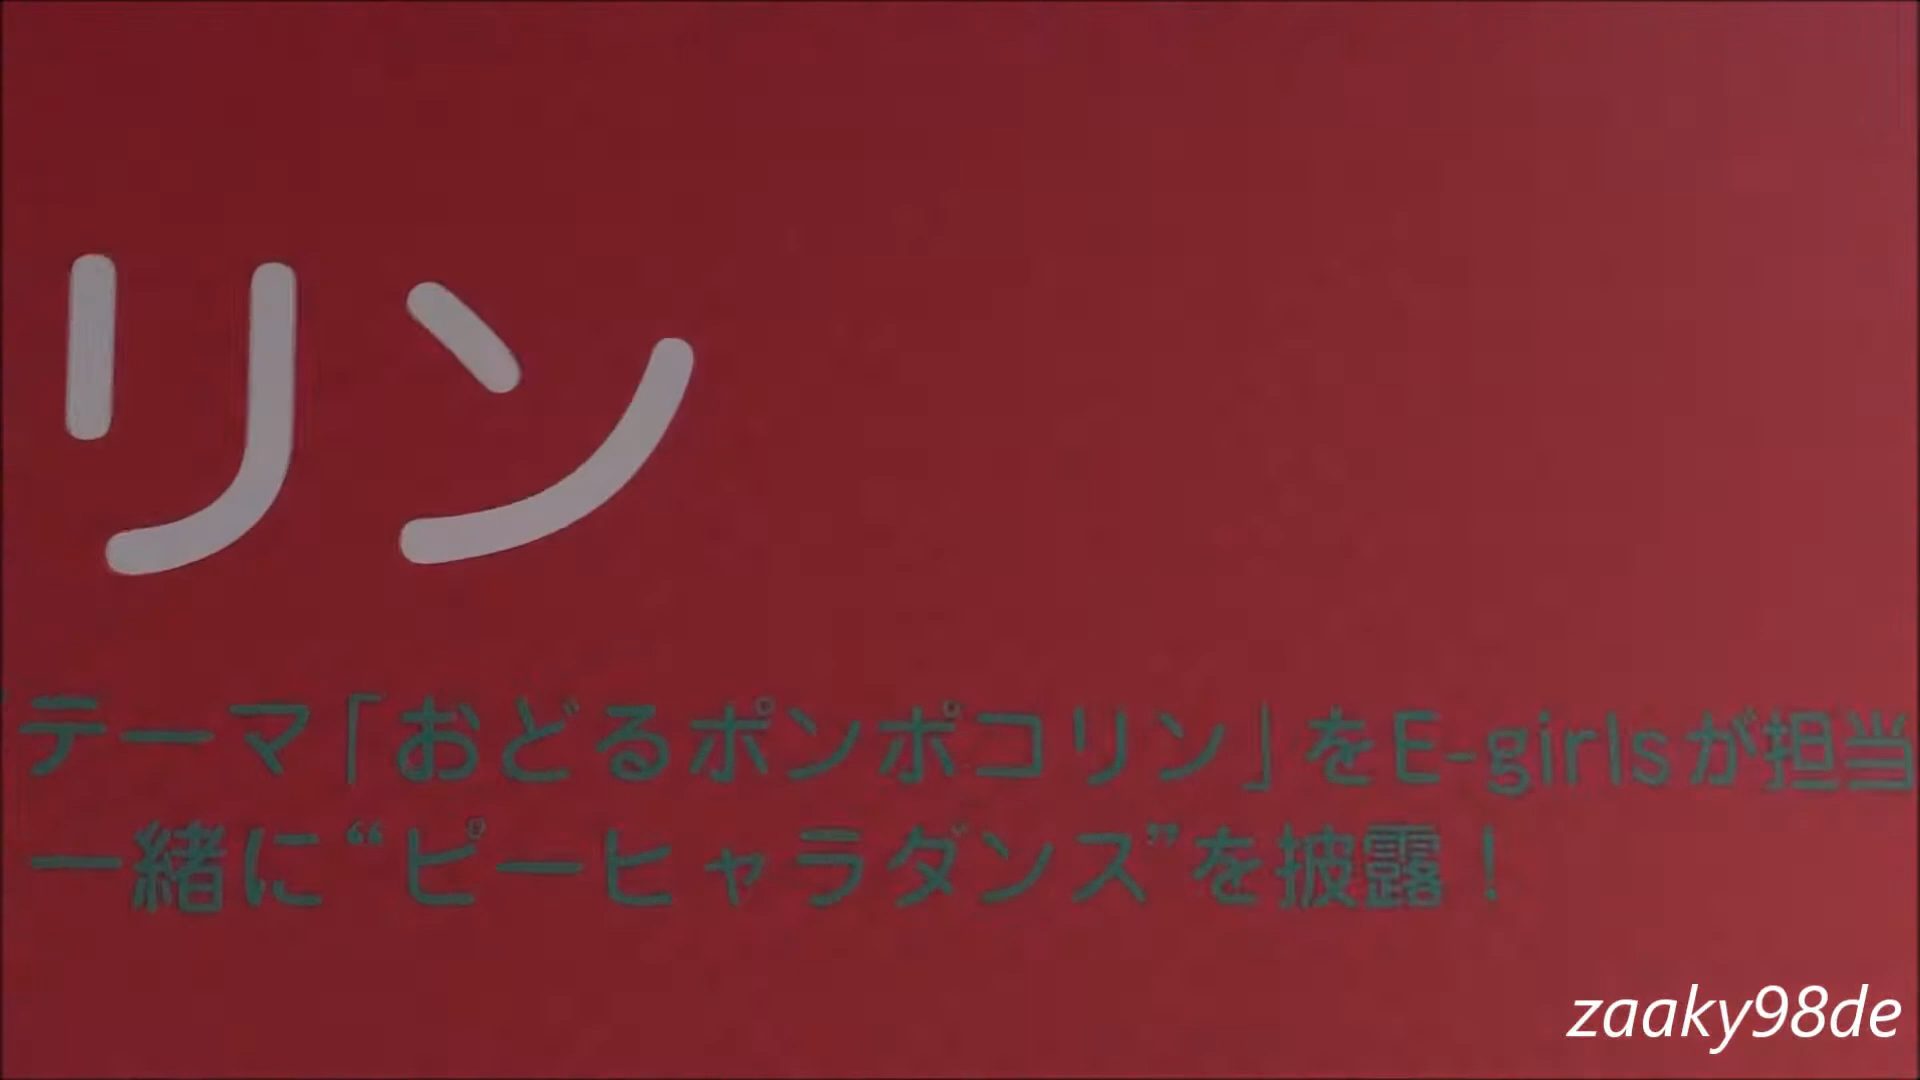 リン
テーマ「おどるポンポコリン」をE-girlsが担当
一緒に“ピーヒャラダンス”を披露！
zaaky98de